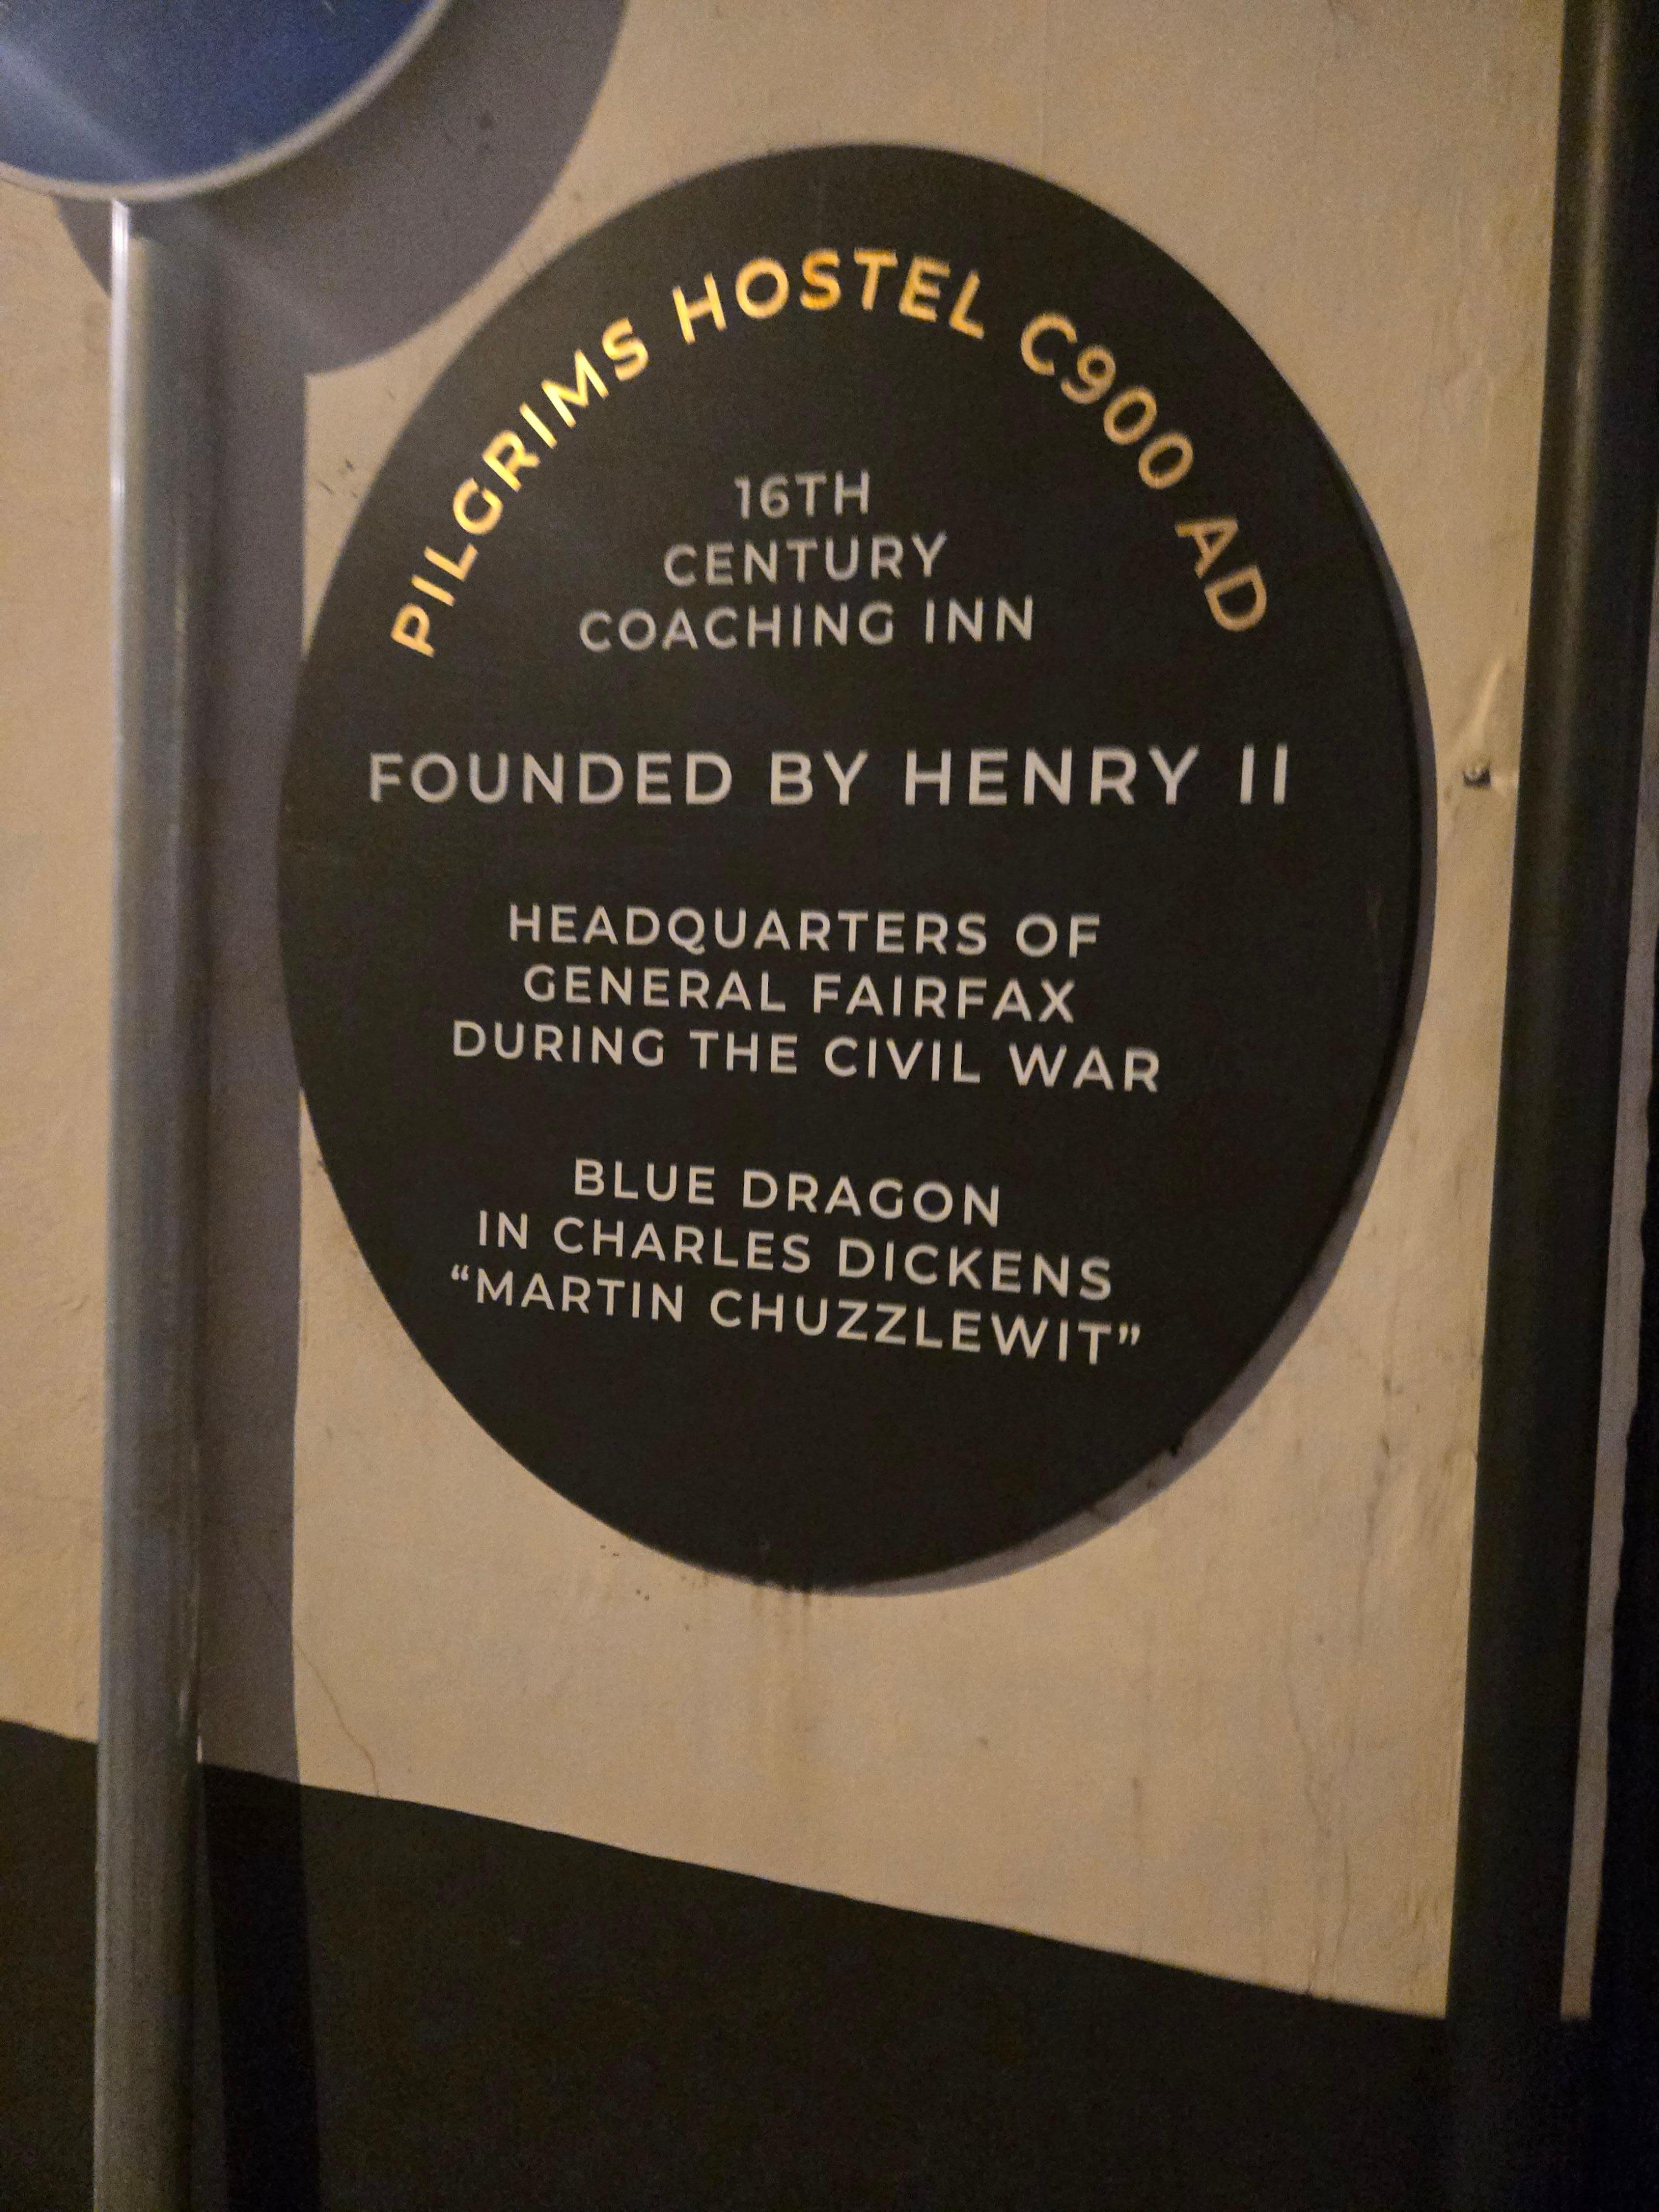 PILGRIMS HOSTEL C900 AD
16TH
CENTURY
COACHING INN
FOUNDED BY HENRY II
HEADQUARTERS OF
GENERAL FAIRFAX
DURING THE CIVIL WAR
BLUE DRAGON
IN CHARLES DICKENS
“MARTIN CHUZZLEWIT”